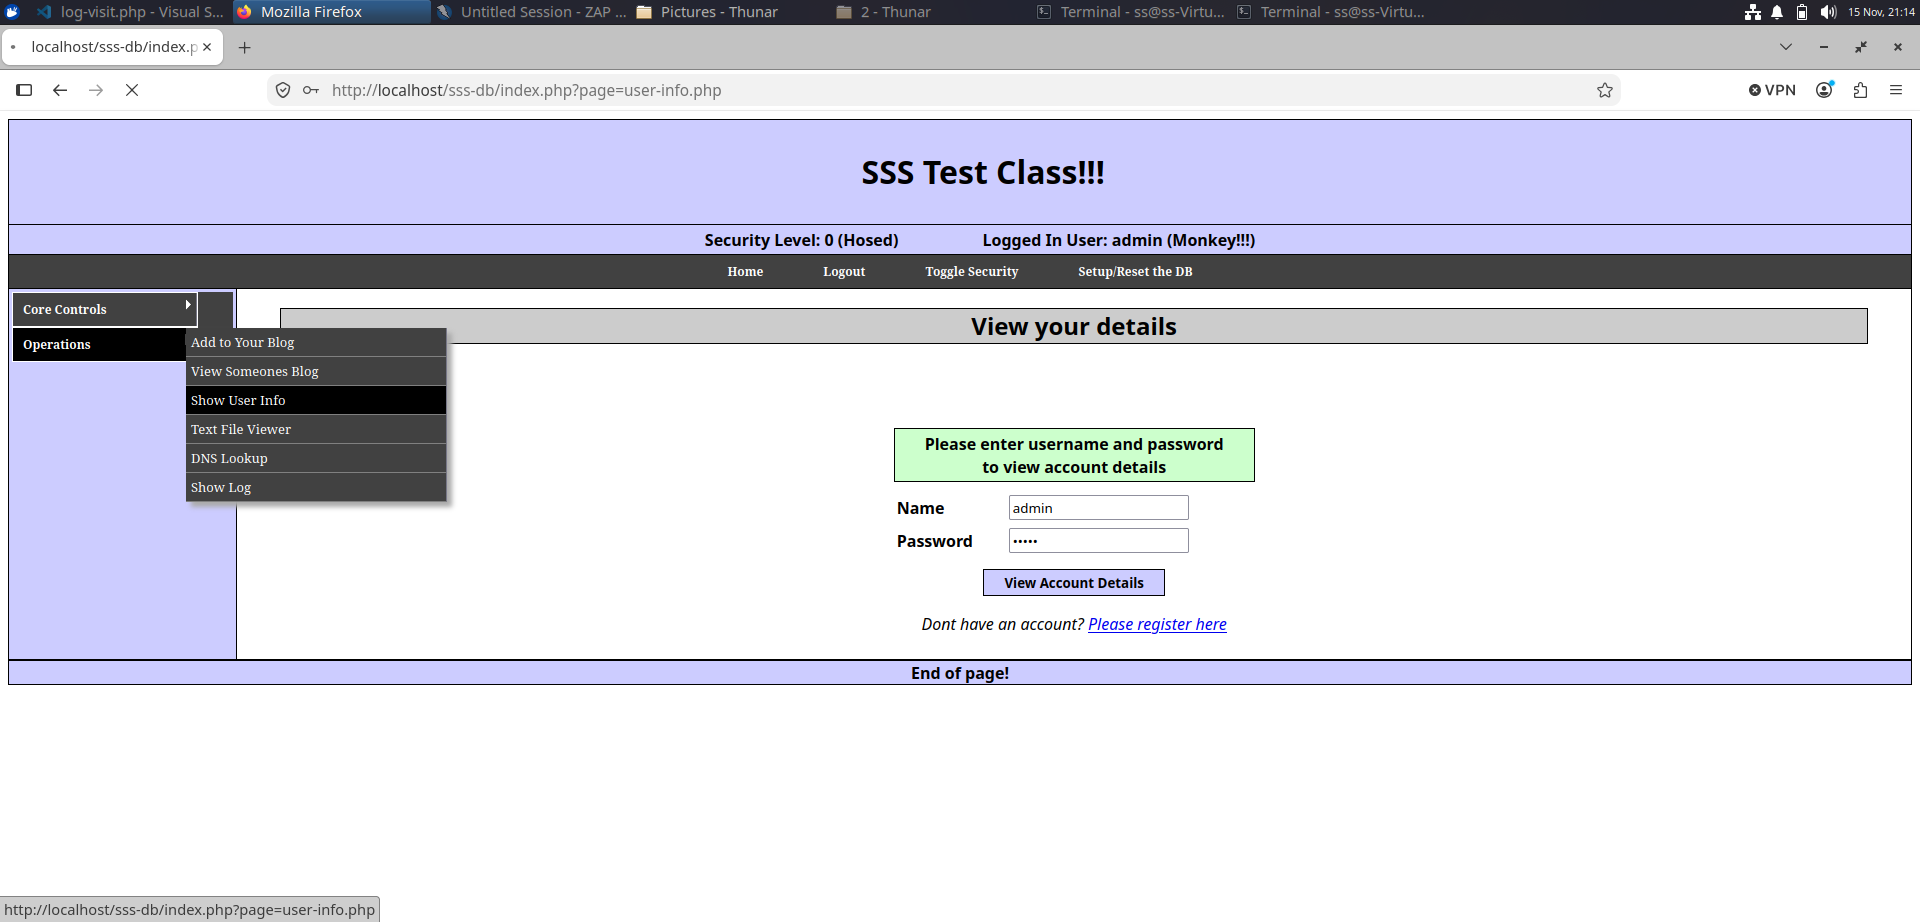 log-visit.php - Visual S...
Mozilla Firefox
Untitled Session - ZAP ...
Pictures - Thunar
2 - Thunar
Terminal - ss@ss-Virtu...
Terminal - ss@ss-Virtu...
15 Nov, 21:14
localhost/sss-db/index.p
http://localhost/sss-db/index.php?page=user-info.php
VPN
SSS Test Class!!!
Security Level: 0 (Hosed)
Logged In User: admin (Monkey!!!)
Home
Logout
Toggle Security
Setup/Reset the DB
Core Controls
Operations
Add to Your Blog
View Someones Blog
Show User Info
Text File Viewer
DNS Lookup
Show Log
View your details
Please enter username and password
to view account details
Name
admin
Password
•••••
View Account Details
Dont have an account? Please register here
End of page!
http://localhost/sss-db/index.php?page=user-info.php